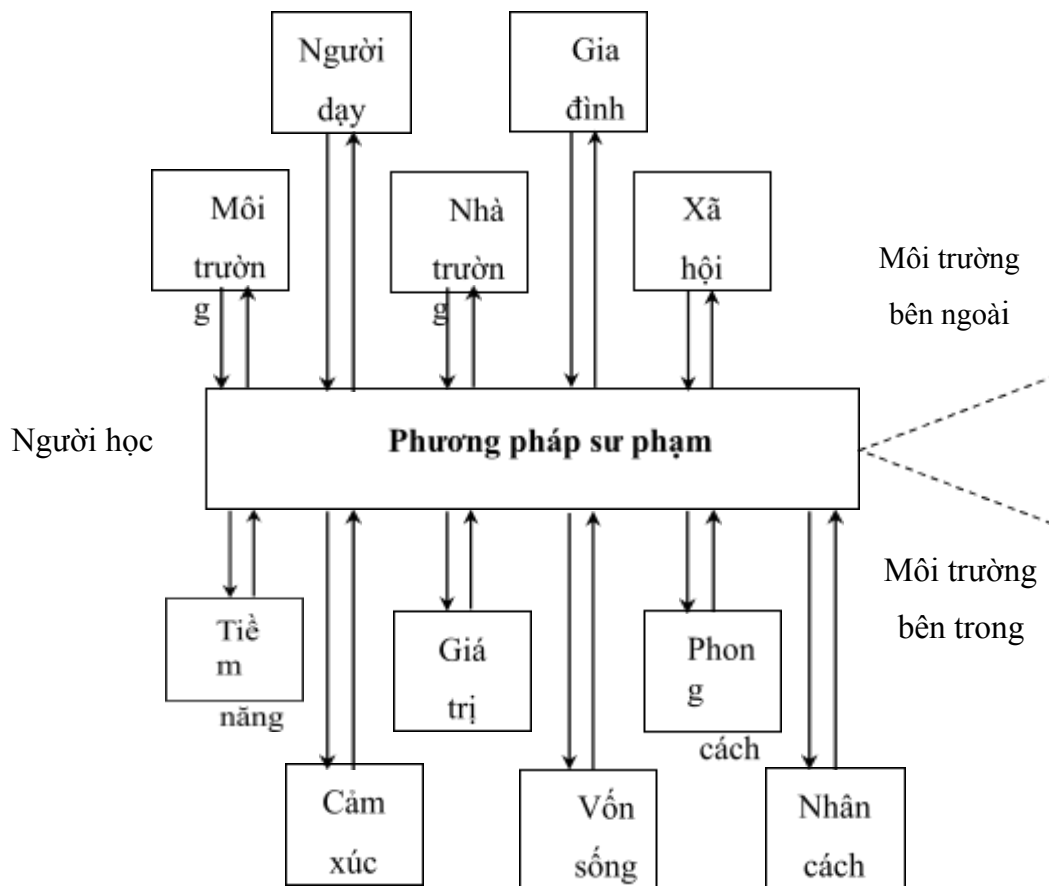 Người
dạy
Gia
đình
Môi
trườn
g
Nhà
trườn
g
Xã
hội
Môi trường
bên ngoài
Người học
Phương pháp sư phạm
Môi trường
bên trong
Tiề
m
năng
Giá
trị
Phon
g
cách
Cảm
xúc
Vốn
sống
Nhân
cách